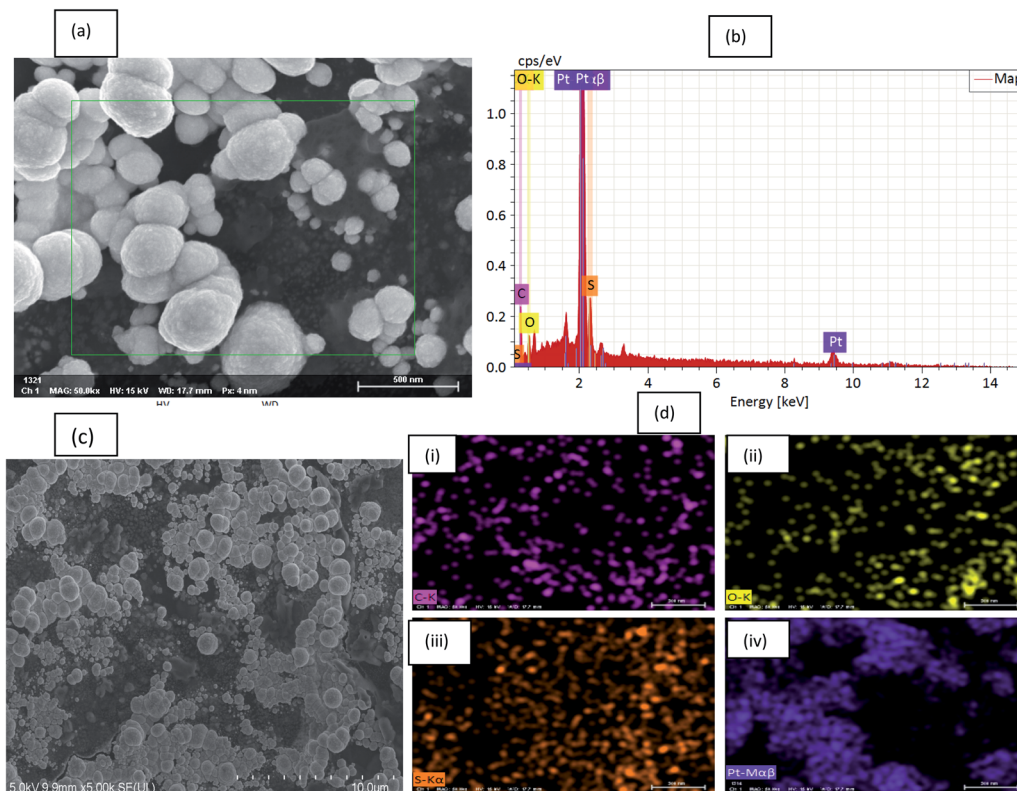 (a)
1321
Ch 1 MAG: 50.0kx HV: 15 kV WD: 17.7 mm Px: 4 nm
500 nm
HV WD
(b)
cps/eV
O-K Pt Pt αβ
Map
1.0
0.8
0.6
0.4
0.2
0.0
C
O
S
S
Pt
2 4 6 8 10 12 14
Energy [keV]
(c)
5.0kV 9.9mm x5.00k SE(UL)
10.0um
(d)
(i)
C-K
(ii)
O-K
(iii)
S-Kα
(iv)
Pt-Mαβ